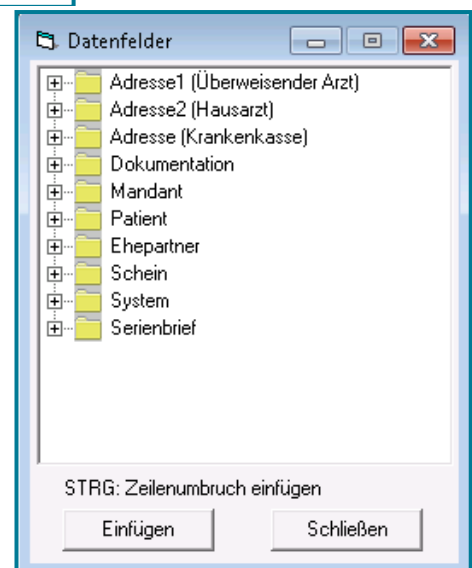 Datenfelder
Adresse1 (Überweisender Arzt)
Adresse2 (Hausarzt)
Adresse (Krankenkasse)
Dokumentation
Mandant
Patient
Ehepartner
Schein
System
Serienbrief
STRG: Zeilenumbruch einfügen
Einfügen Schließen